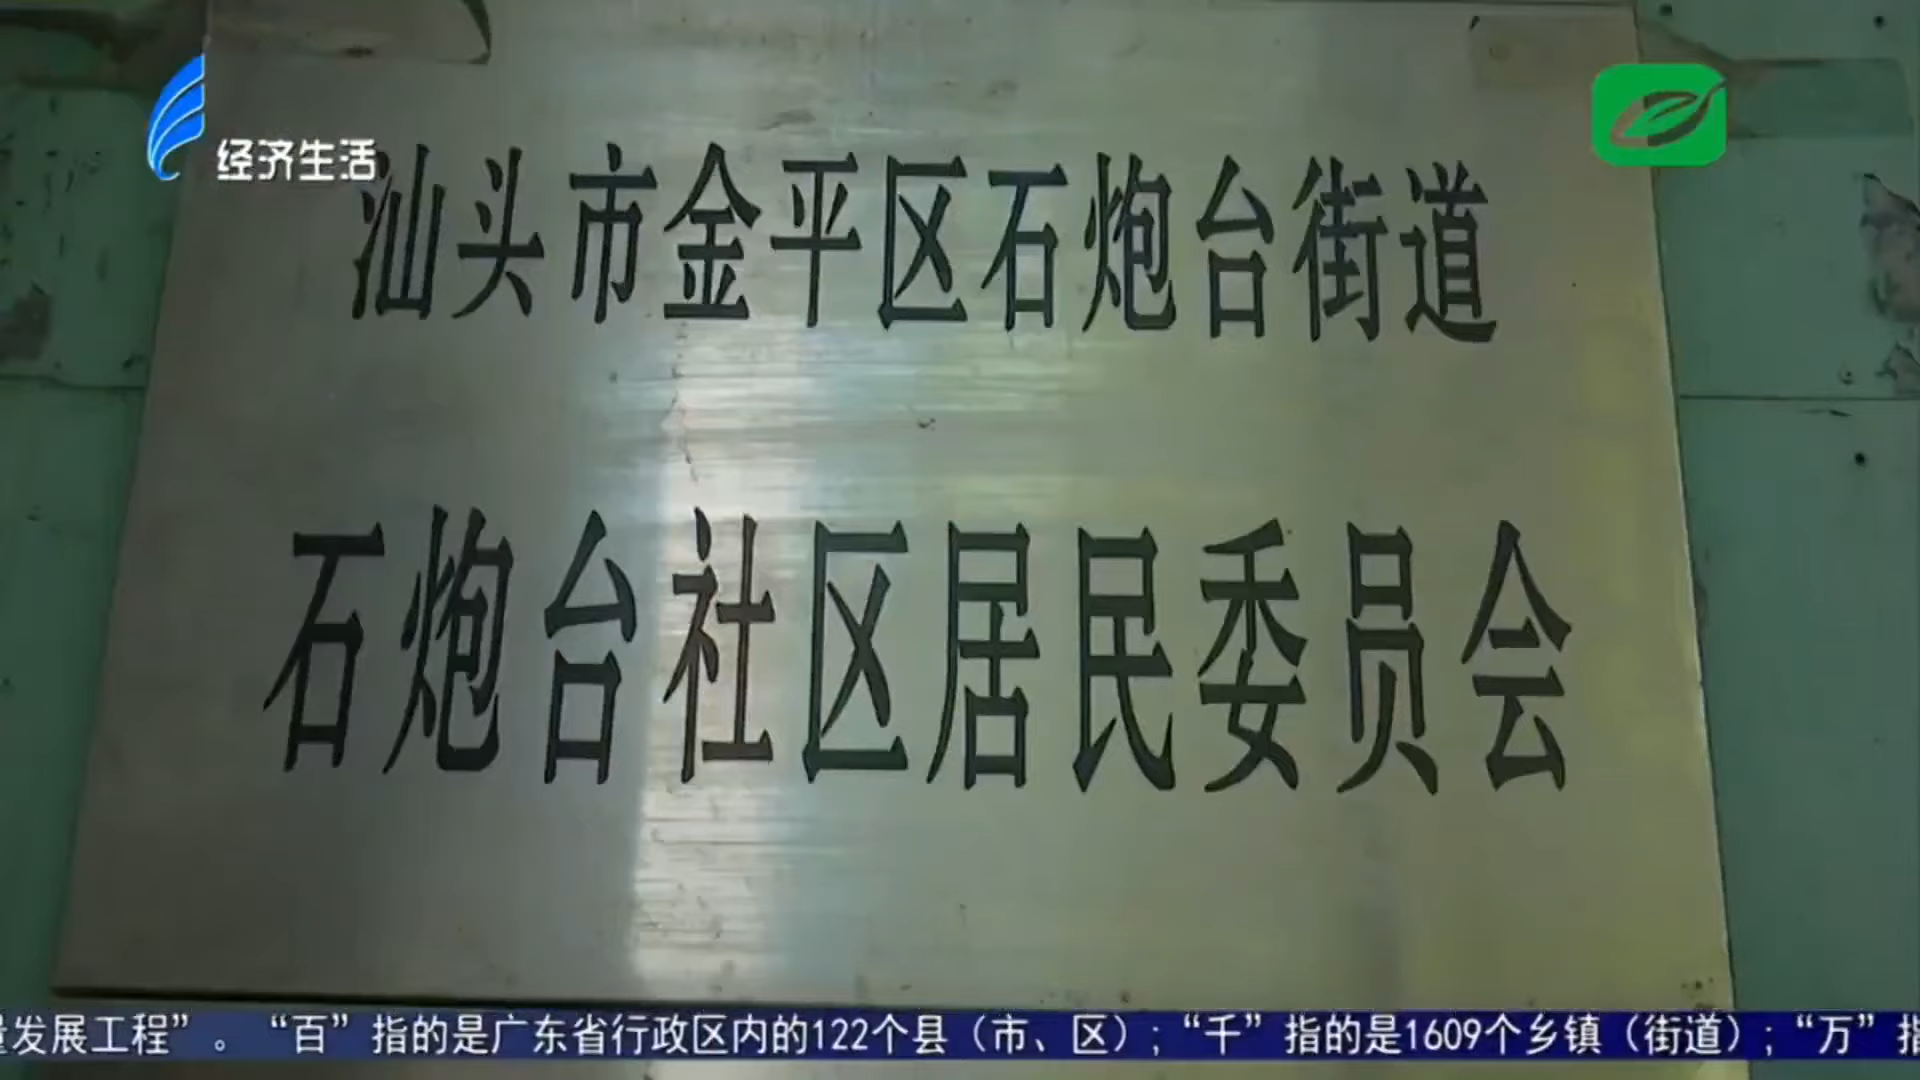 经济生活
汕头市金平区石炮台街道
石炮台社区居民委员会
量发展工程”。“百”指的是广东省行政区内的122个县（市、区）;“千”指的是1609个乡镇（街道）;“万”指